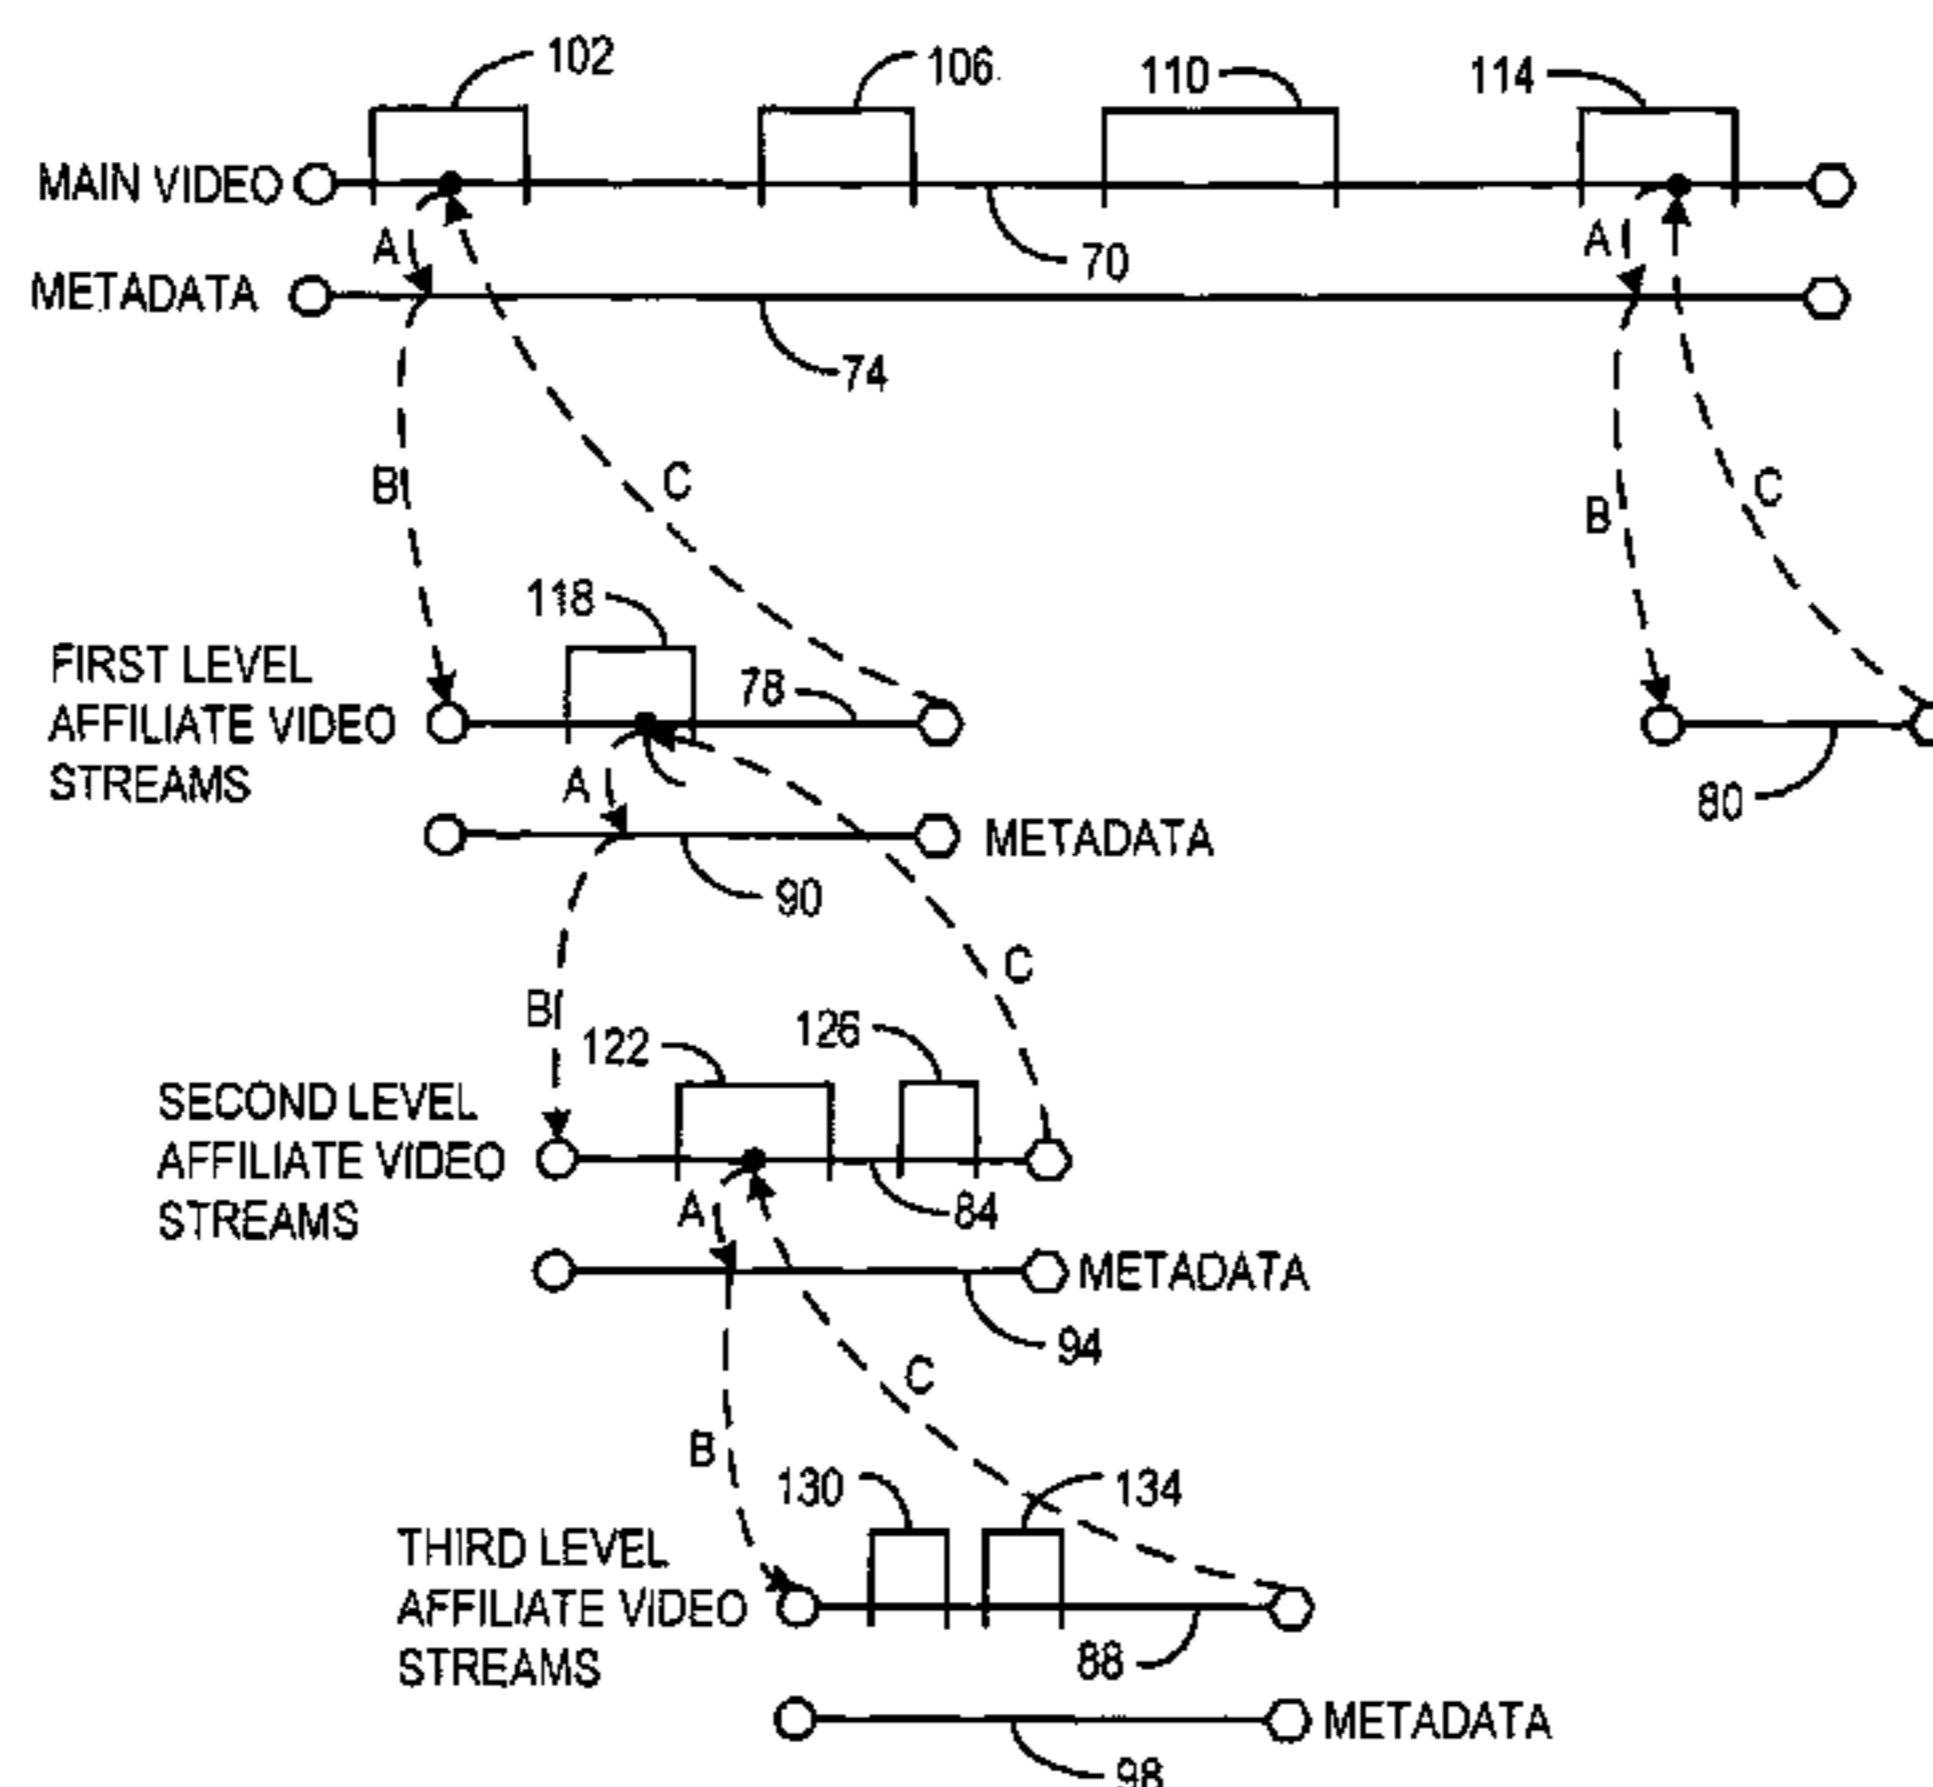 102
106
110
114
MAIN VIDEO
A
A
70
METADATA
74
B
C
B
C
118
FIRST LEVEL
AFFILIATE VIDEO
STREAMS
78
A
80
METADATA
90
B
C
122
126
SECOND LEVEL
AFFILIATE VIDEO
STREAMS
A
84
METADATA
94
C
B
130
134
THIRD LEVEL
AFFILIATE VIDEO
STREAMS
88
METADATA
98